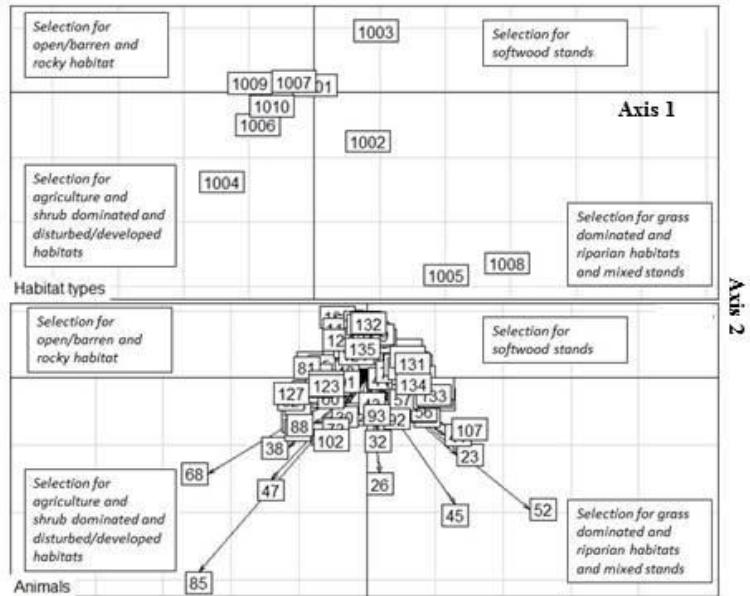 Selection for
open/barren and
rocky habitat
1003
Selection for
softwood stands
1009
1007
01
1010
Axis 1
1006
1002
Selection for
agriculture and
shrub dominated and
disturbed/developed
habitats
1004
Selection for grass
dominated and
riparian habitats
and mixed stands
1008
1005
Habitat types
Axis 2
Selection for
open/barren and
rocky habitat
132
Selection for
softwood stands
135
131
81
123
134
127
133
57
93
92
56
88
107
102
32
38
23
68
47
26
45
52
Selection for
agriculture and
shrub dominated and
disturbed/developed
habitats
Selection for grass
dominated and
riparian habitats
and mixed stands
85
Animals